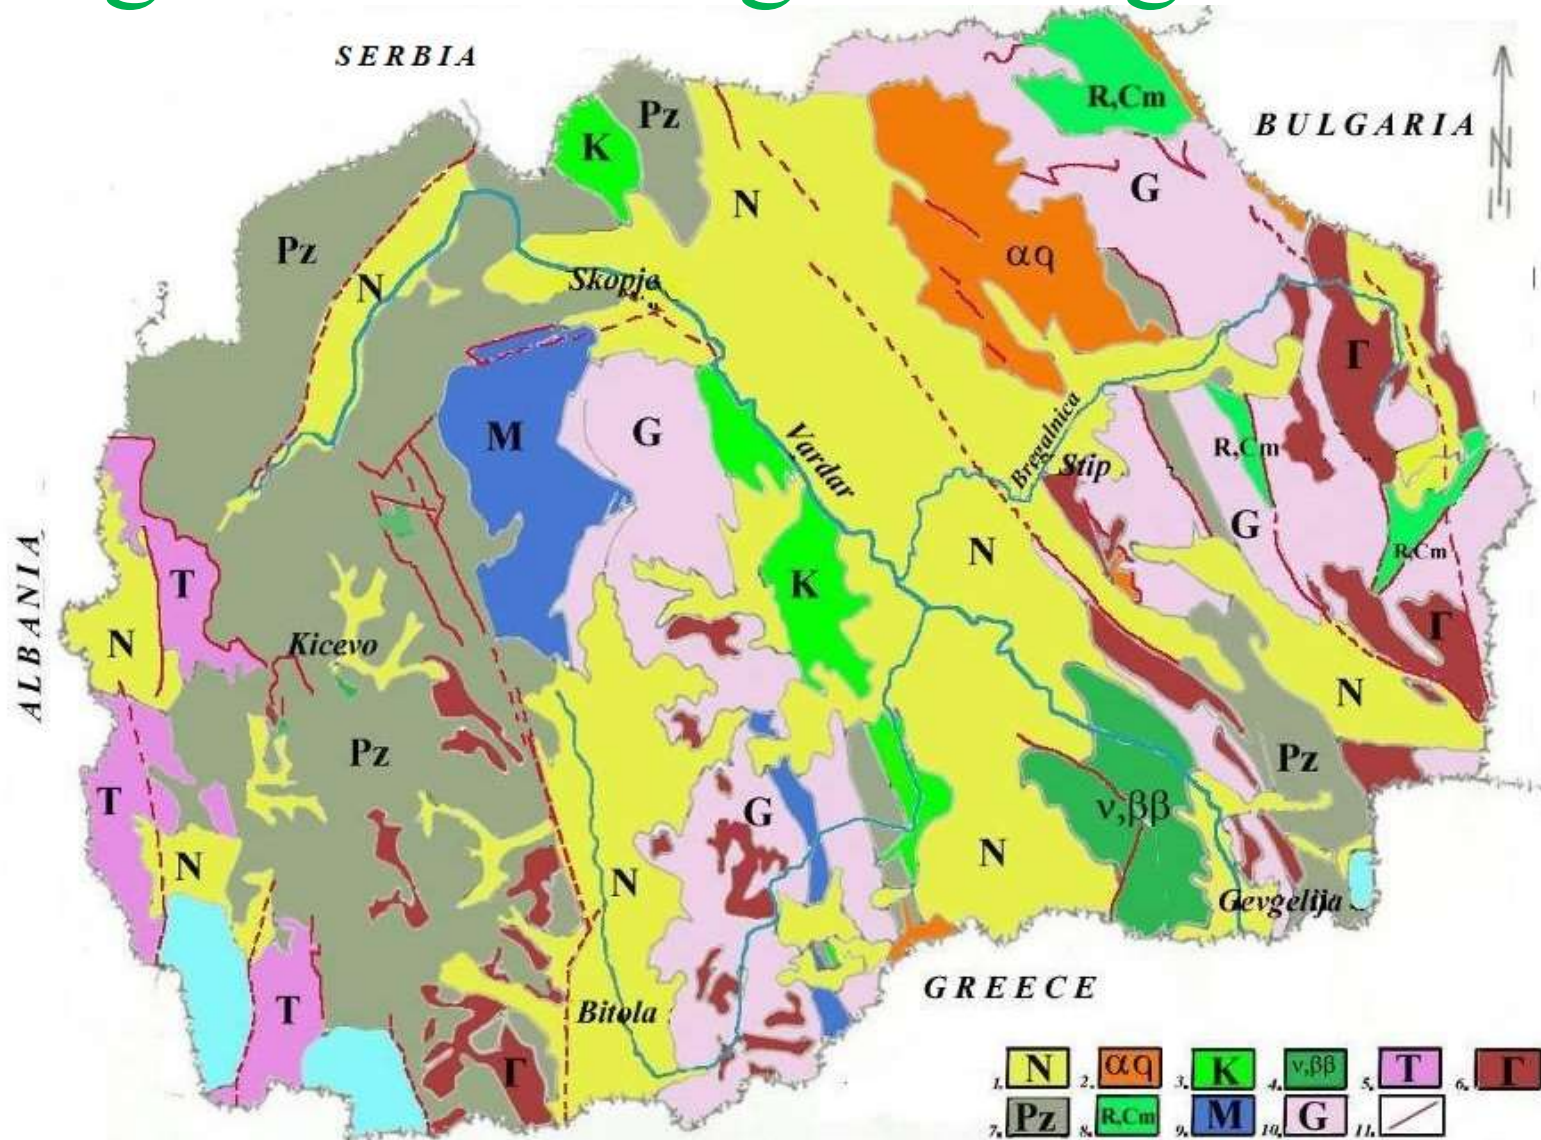 SERBIA
BULGARIA
ALBANIA
GREECE
K
Pz
R,Cm
N
G
Pz
N
αq
Skopje
Γ
M
G
Vardar
Bregalnica
Stip
R,Cm
G
R,Cm
N
T
K
N
Kicevo
Γ
N
Pz
Pz
T
G
ν,ββ
N
N
N
Gevgelija
T
Bitola
Γ
1. N 2. αq 3. K 4. ν,ββ 5. T 6. Γ
7. Pz 8. R,Cm 9. M 10. G 11.